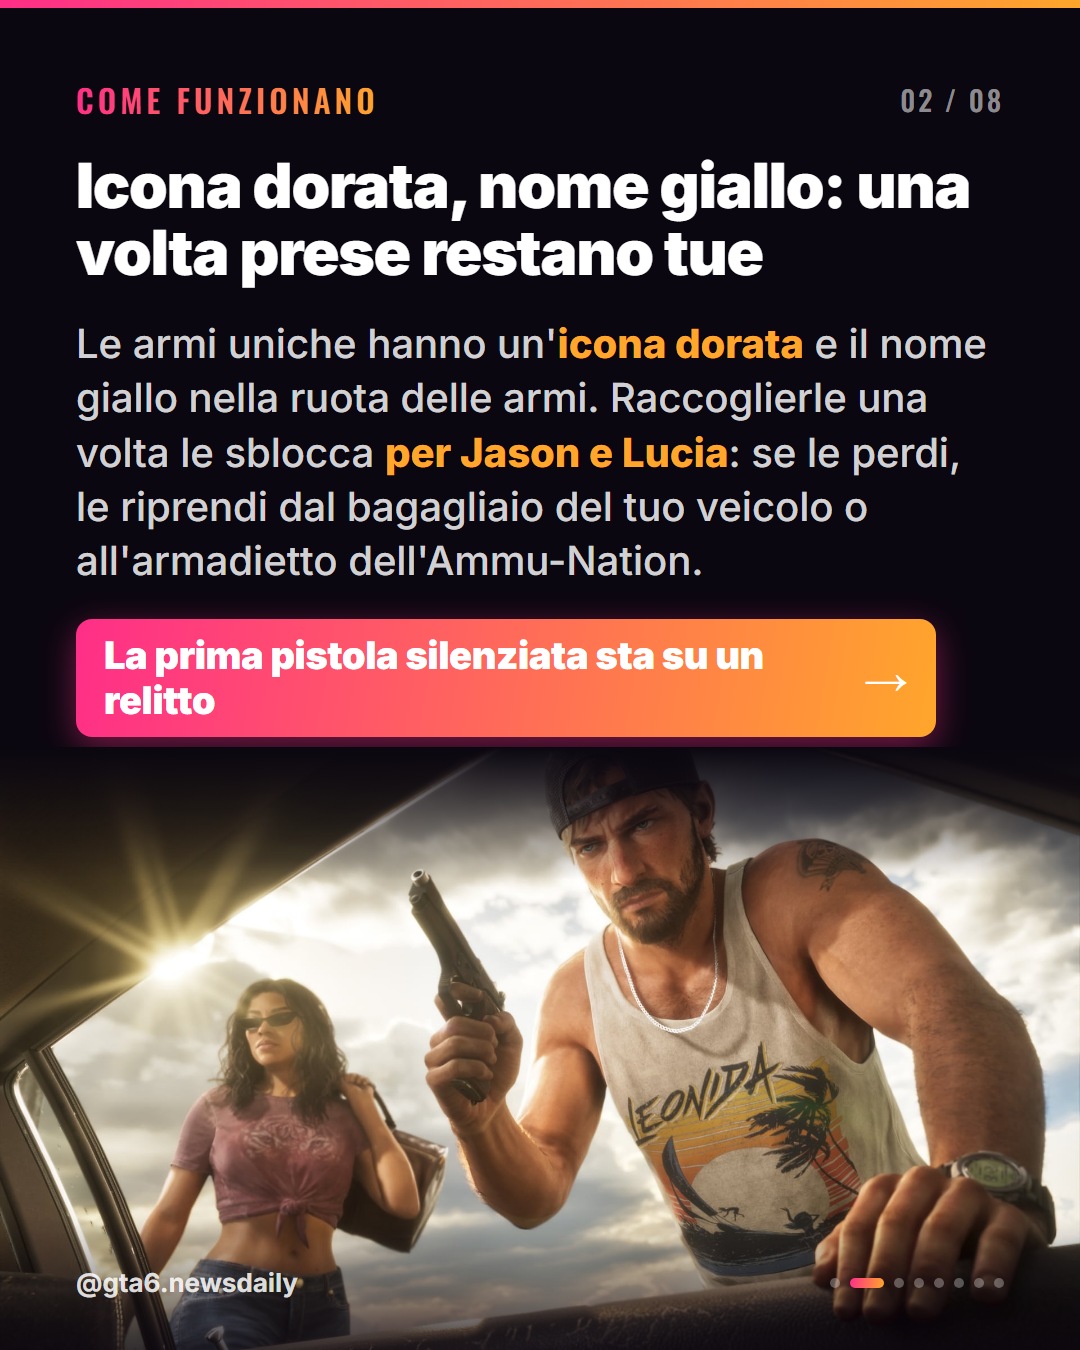 COME FUNZIONANO
02 / 08
Icona dorata, nome giallo: una
volta prese restano tue
Le armi uniche hanno un'icona dorata e il nome
giallo nella ruota delle armi. Raccoglierle una
volta le sblocca per Jason e Lucia: se le perdi,
le riprendi dal bagagliaio del tuo veicolo o
all'armadietto dell'Ammu-Nation.
La prima pistola silenziata sta su un
relitto
→
LEONIDA
@gta6.newsdaily